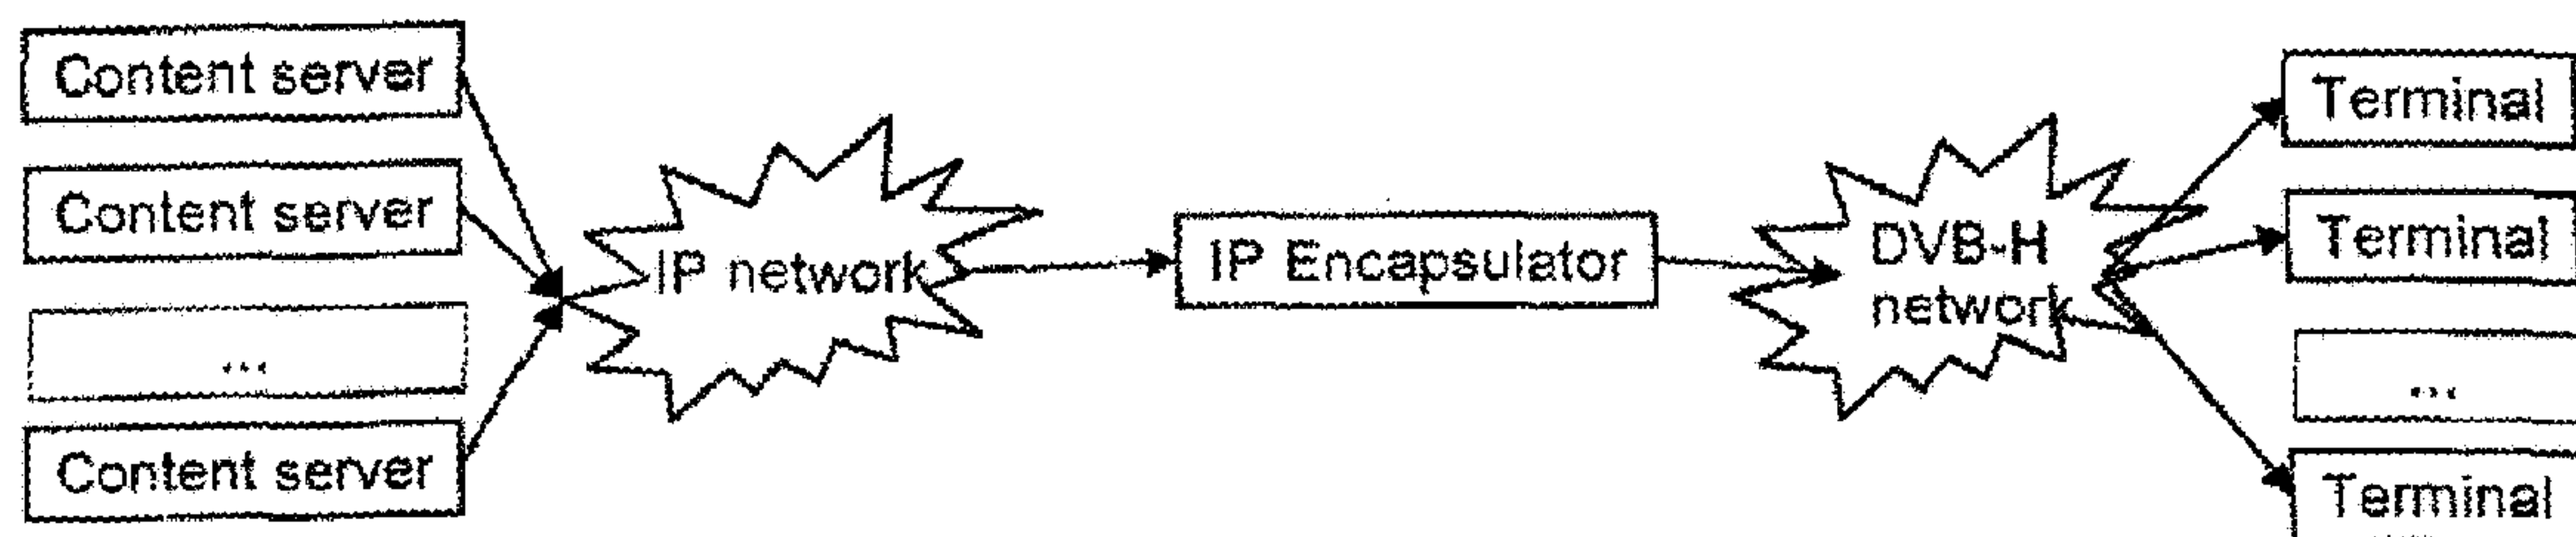 Content server
Content server
...
Content server
IP network
IP Encapsulator
DVB-H
network
Terminal
Terminal
...
Terminal